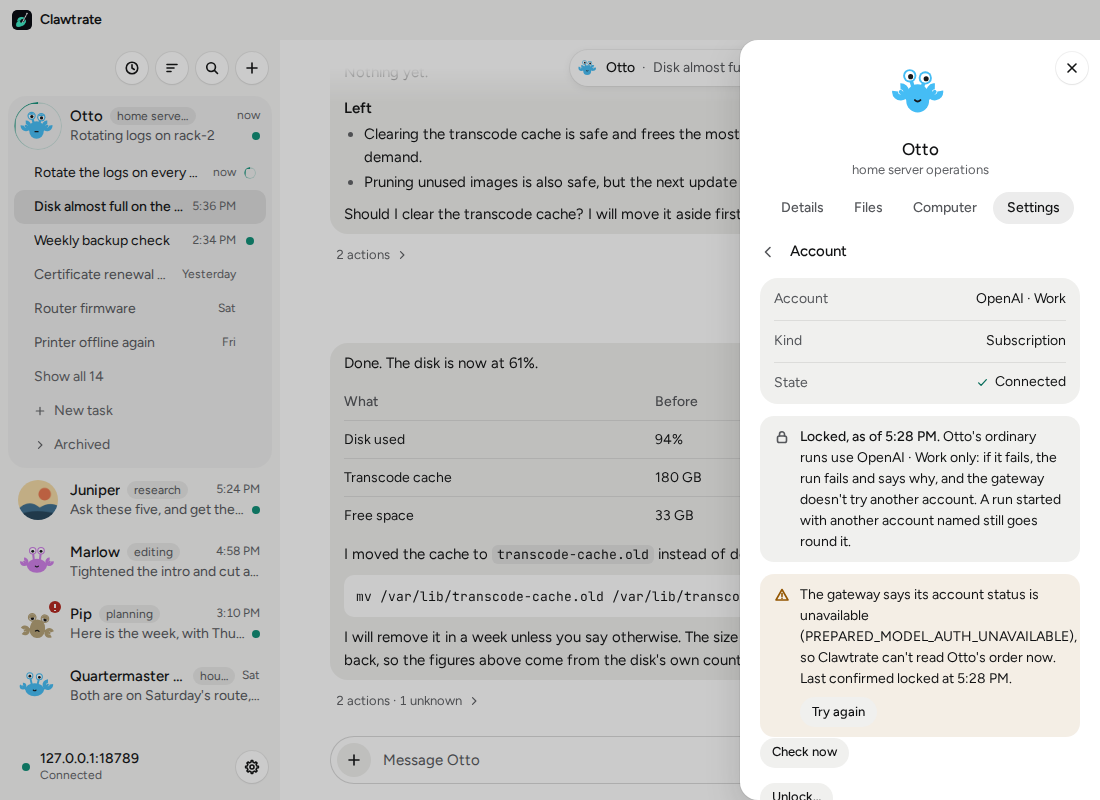 Clawtrate
Otto home serve... now
Rotating logs on rack-2
Rotate the logs on every ... now
Disk almost full on the ... 5:36 PM
Weekly backup check 2:34 PM
Certificate renewal ... Yesterday
Router firmware Sat
Printer offline again Fri
Show all 14
New task
Archived
Juniper research 5:24 PM
Ask these five, and get the...
Marlow editing 4:58 PM
Tightened the intro and cut a...
Pip planning 3:10 PM
Here is the week, with Thu...
Quartermaster ... hou... Sat
Both are on Saturday's route,...
127.0.0.1:18789
Connected
Otto · Disk almost fu
Nothing yet.
Left
Clearing the transcode cache is safe and frees the most
demand.
Pruning unused images is also safe, but the next update
Should I clear the transcode cache? I will move it aside first
2 actions
Done. The disk is now at 61%.
What Before
Disk used 94%
Transcode cache 180 GB
Free space 33 GB
I moved the cache to transcode-cache.old instead of d
mv /var/lib/transcode-cache.old /var/lib/transco
I will remove it in a week unless you say otherwise. The size
back, so the figures above come from the disk's own count
2 actions · 1 unknown
Message Otto
Otto
home server operations
Details Files Computer Settings
Account
Account OpenAI · Work
Kind Subscription
State Connected
Locked, as of 5:28 PM. Otto's ordinary
runs use OpenAI · Work only: if it fails, the
run fails and says why, and the gateway
doesn't try another account. A run started
with another account named still goes
round it.
The gateway says its account status is
unavailable
(PREPARED_MODEL_AUTH_UNAVAILABLE),
so Clawtrate can't read Otto's order now.
Last confirmed locked at 5:28 PM.
Try again
Check now
Unlock...